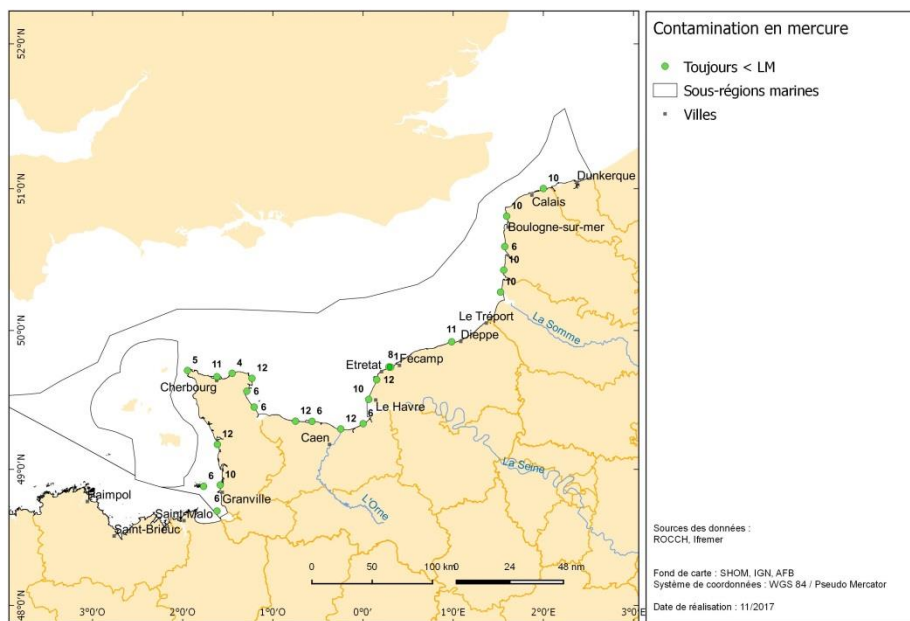 Contamination en mercure
Toujours < LM
Sous-régions marines
Villes
52°0
51°0
50°0
49°0
48°0
10
Dunkerque
Calais
10
Boulogne-sur-mer
6
10
10
Le Tréport
La Somme
11
Dieppe
81
Fecamp
Etretat
5
11
4
12
12
Cherbourg
6
10
Le Havre
6
12
6
12
6
Caen
12
La Seine
6
10
L'Orne
Granville
6
Paimpol
Saint-Malo
Saint-Brieuc
0
50
100 km
0
24
48 nm
3°0
2°0
1°0
0°0
1°0
2°0
3°0 E
Sources des données :
ROCCH, Ifremer
Fond de carte : SHOM, IGN, AFB
Système de coordonnées : WGS 84 / Pseudo Mercator
Date de réalisation : 11/2017